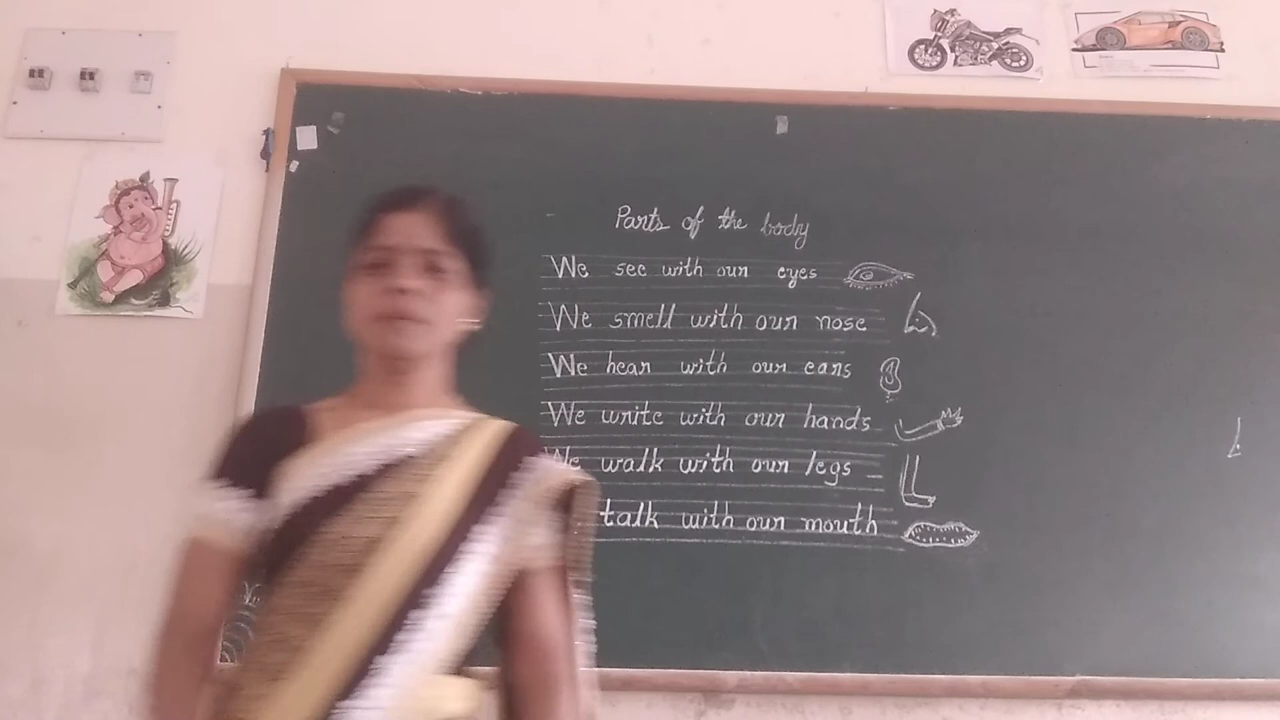 Parts of the body
We see with our eyes
We smell with our nose
We hear with our ears
We write with our hands
We walk with our legs
talk with our mouth